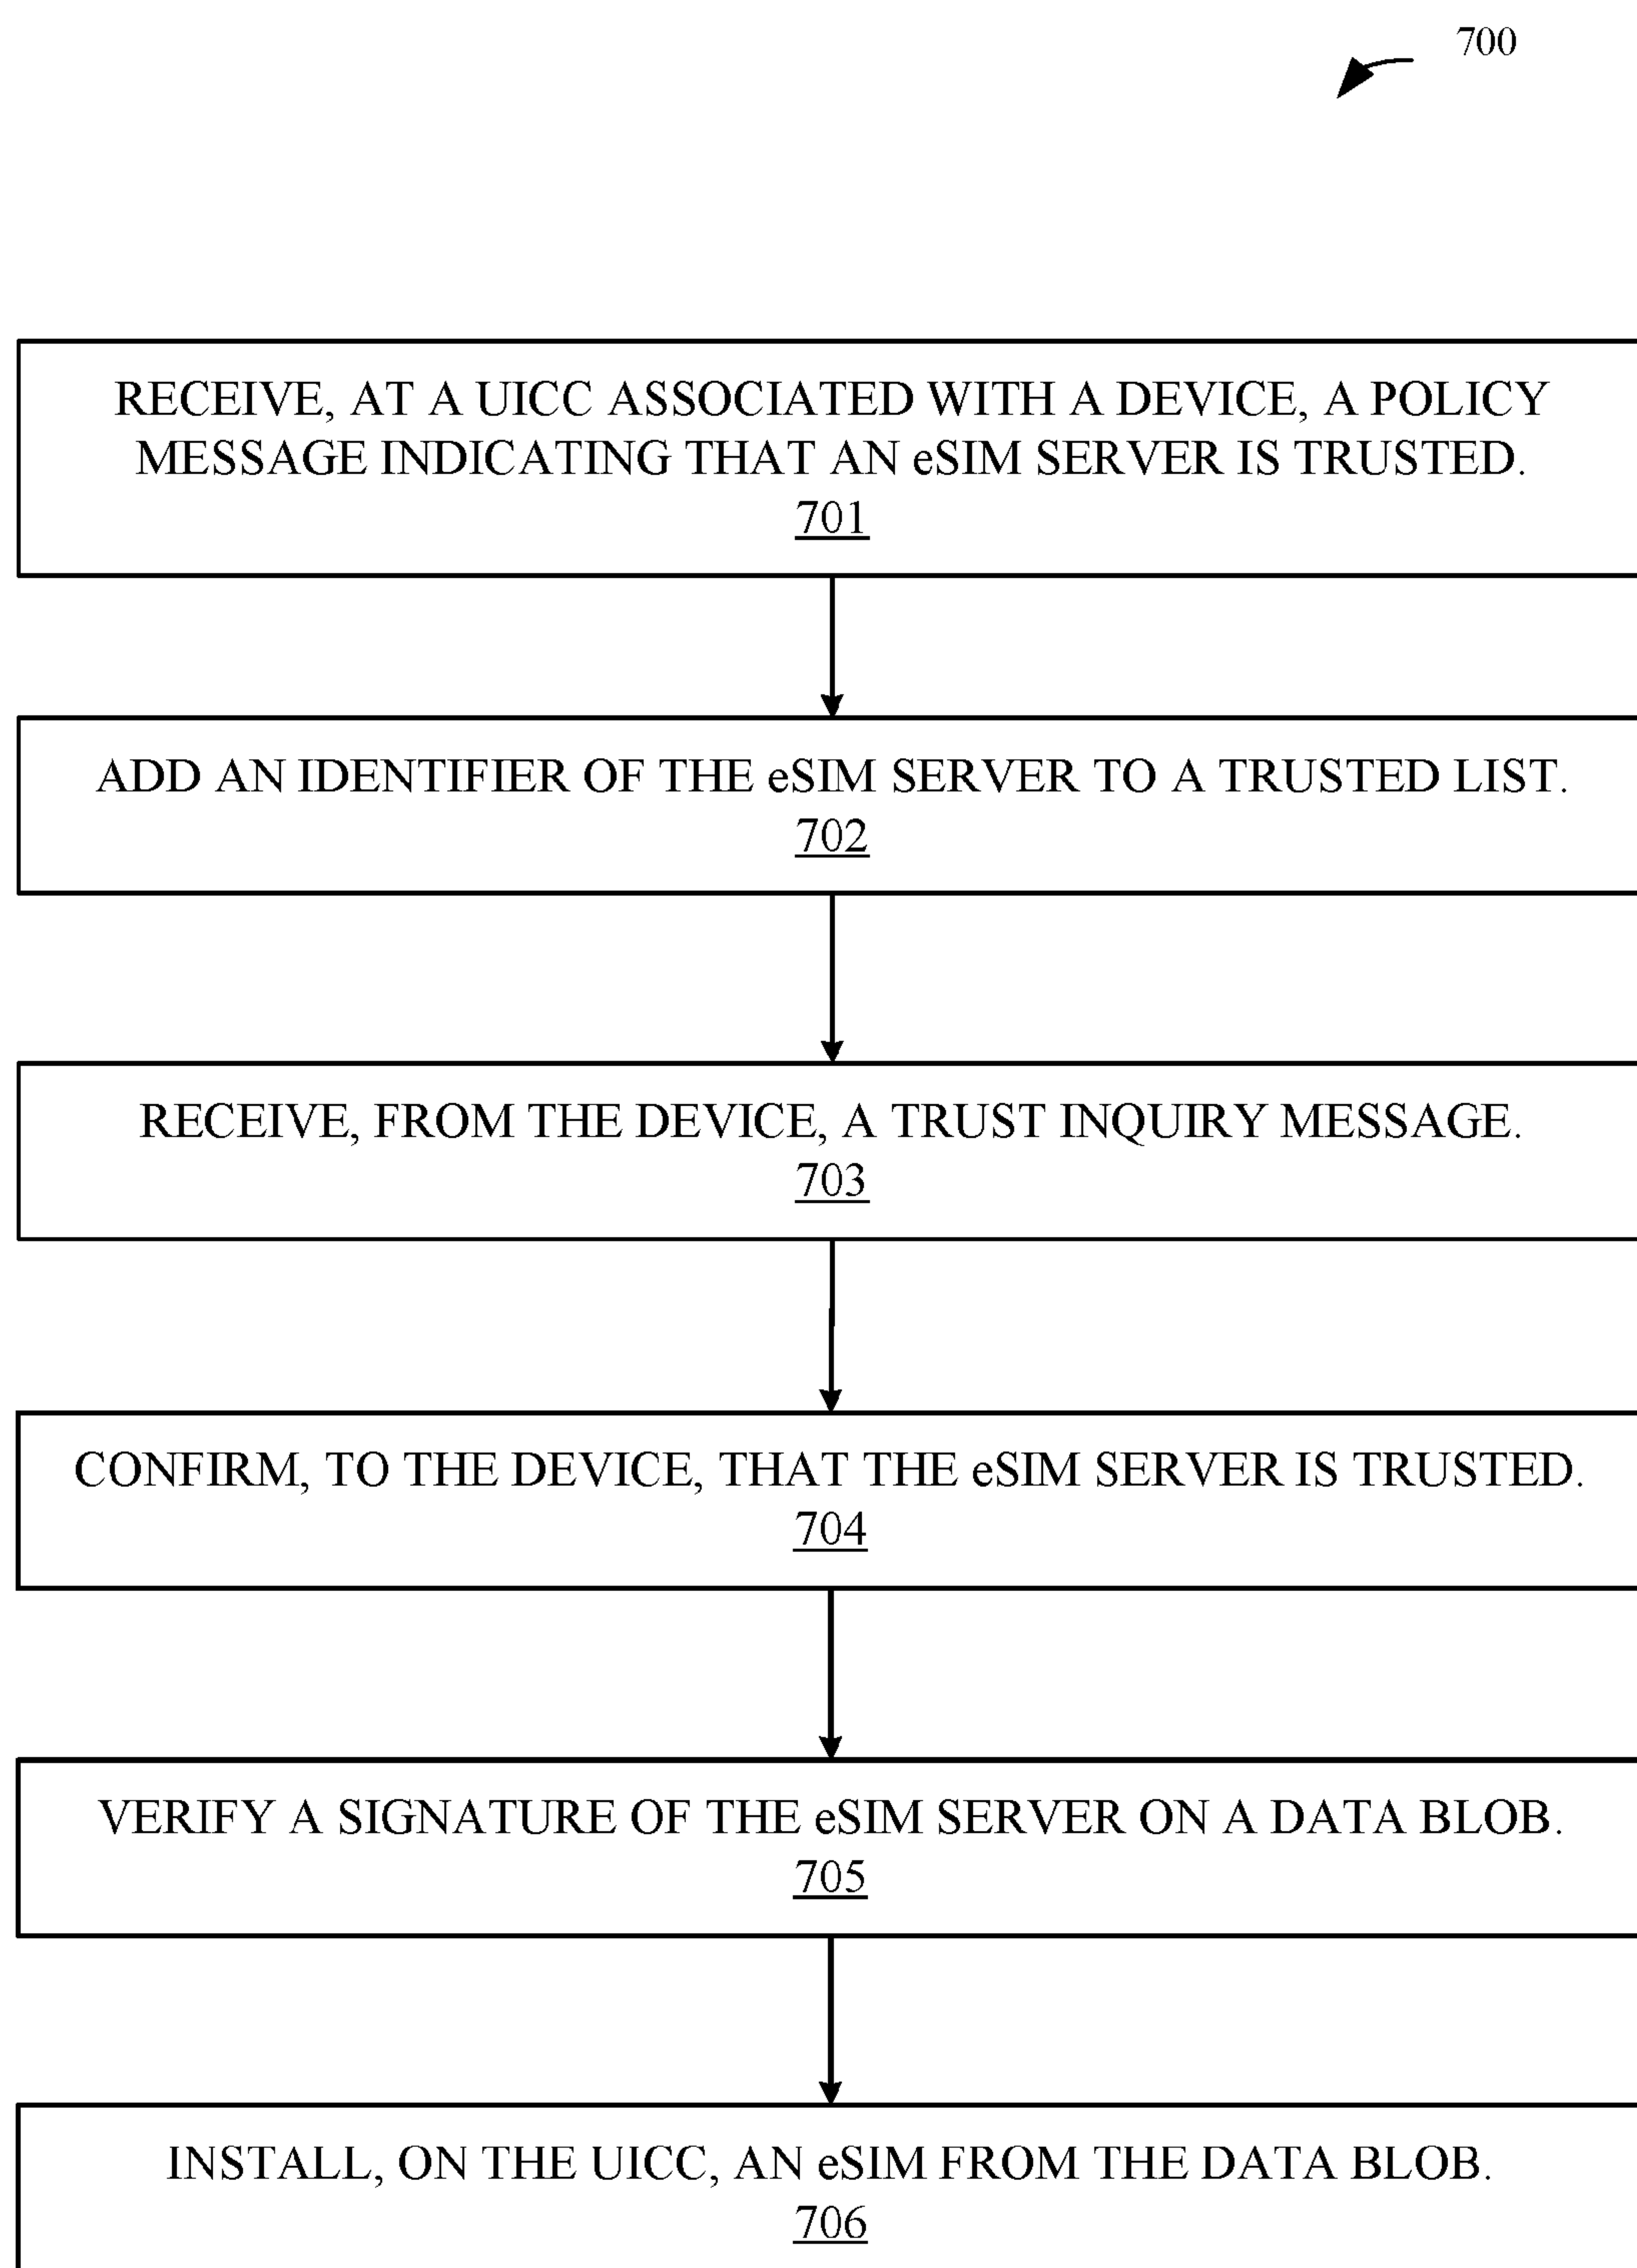 700
RECEIVE, AT A UICC ASSOCIATED WITH A DEVICE, A POLICY
MESSAGE INDICATING THAT AN eSIM SERVER IS TRUSTED.
701
ADD AN IDENTIFIER OF THE eSIM SERVER TO A TRUSTED LIST.
702
RECEIVE, FROM THE DEVICE, A TRUST INQUIRY MESSAGE.
703
CONFIRM, TO THE DEVICE, THAT THE eSIM SERVER IS TRUSTED.
704
VERIFY A SIGNATURE OF THE eSIM SERVER ON A DATA BLOB.
705
INSTALL, ON THE UICC, AN eSIM FROM THE DATA BLOB.
706